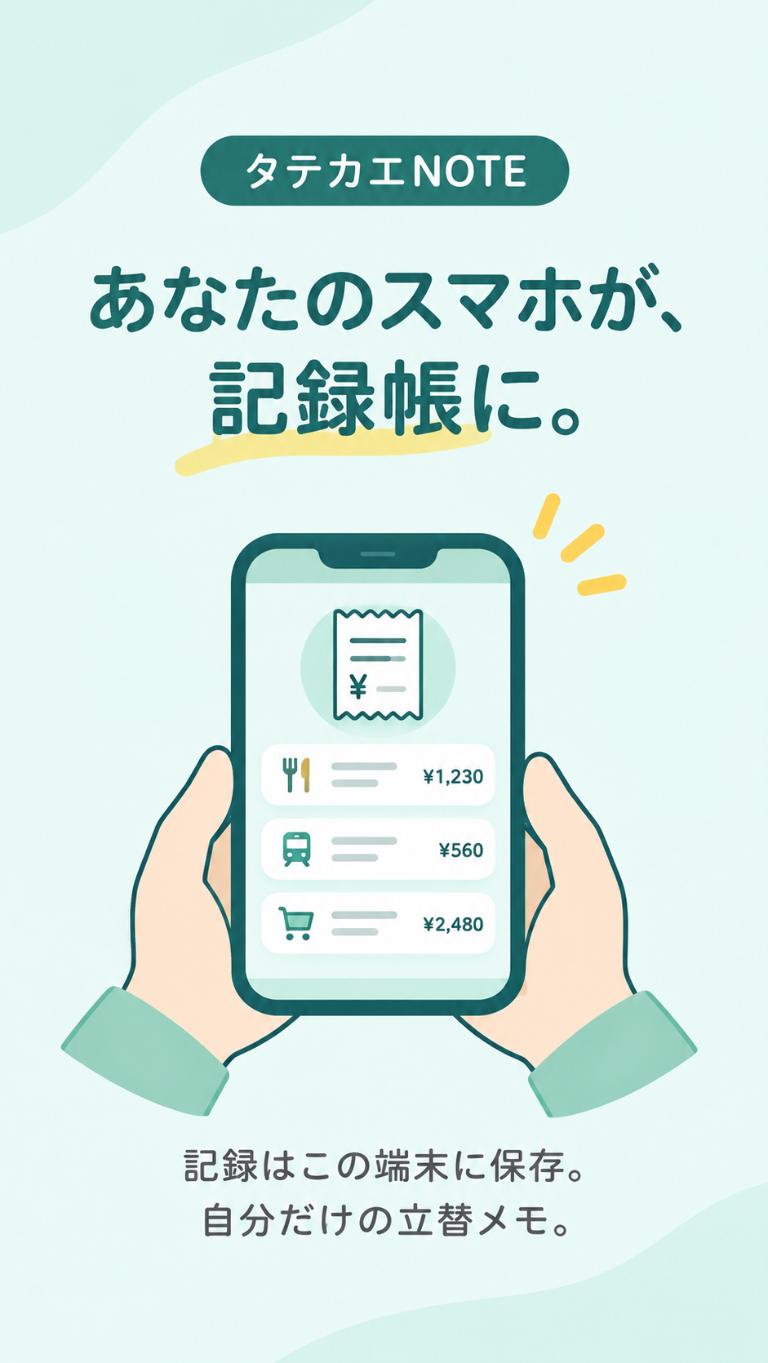 タテカエNOTE
あなたのスマホが、
記録帳に。
¥
¥1,230
¥560
¥2,480
記録はこの端末に保存。
自分だけの立替メモ。